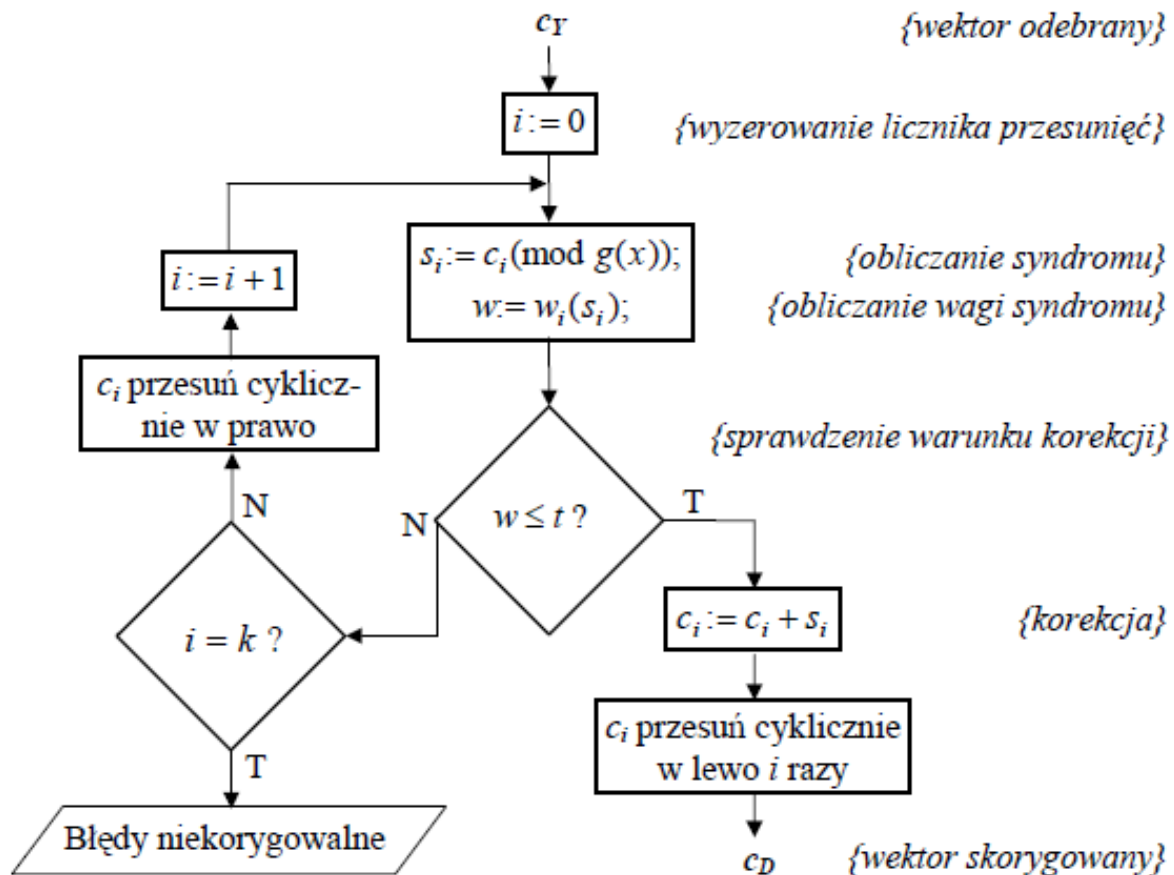 c_Y {wektor odebrany}
i := 0 {wyzerowanie licznika przesunięć}
s_i := c_i (mod g(x)); {obliczanie syndromu}
i := i + 1
w := w_i(s_i); {obliczanie wagi syndromu}
c_i przesuń cyklicz-
nie w prawo
{sprawdzenie warunku korekcji}
N
w ≤ t ?
N
T
i = k ?
c_i := c_i + s_i {korekcja}
c_i przesuń cyklicznie
w lewo i razy
T
Błędy niekorygowalne
c_D {wektor skorygowany}